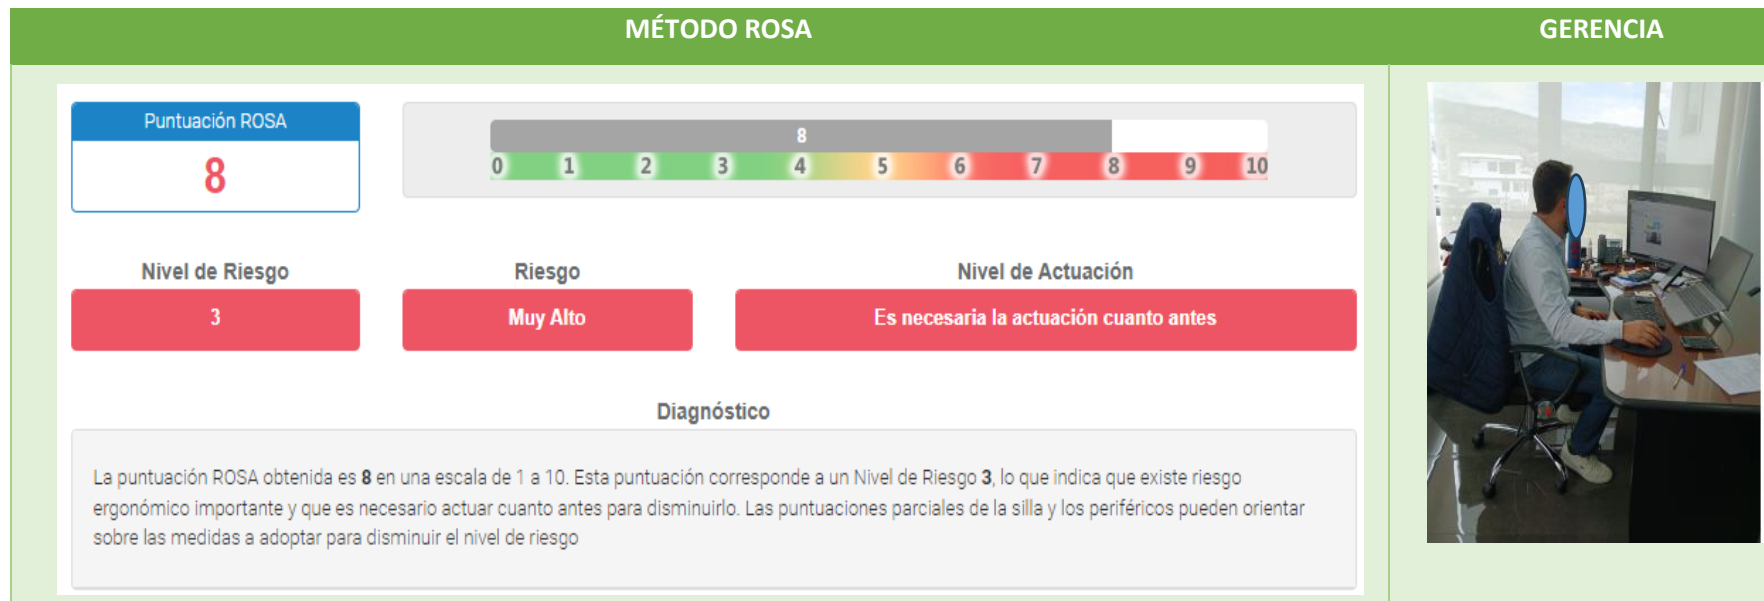 MÉTODO ROSA
GERENCIA
Puntuación ROSA
8
8
0 1 2 3 4 5 6 7 8 9 10
Nivel de Riesgo
3
Riesgo
Muy Alto
Nivel de Actuación
Es necesaria la actuación cuanto antes
Diagnóstico
La puntuación ROSA obtenida es 8 en una escala de 1 a 10. Esta puntuación corresponde a un Nivel de Riesgo 3, lo que indica que existe riesgo
ergonómico importante y que es necesario actuar cuanto antes para disminuirlo. Las puntuaciones parciales de la silla y los periféricos pueden orientar
sobre las medidas a adoptar para disminuir el nivel de riesgo